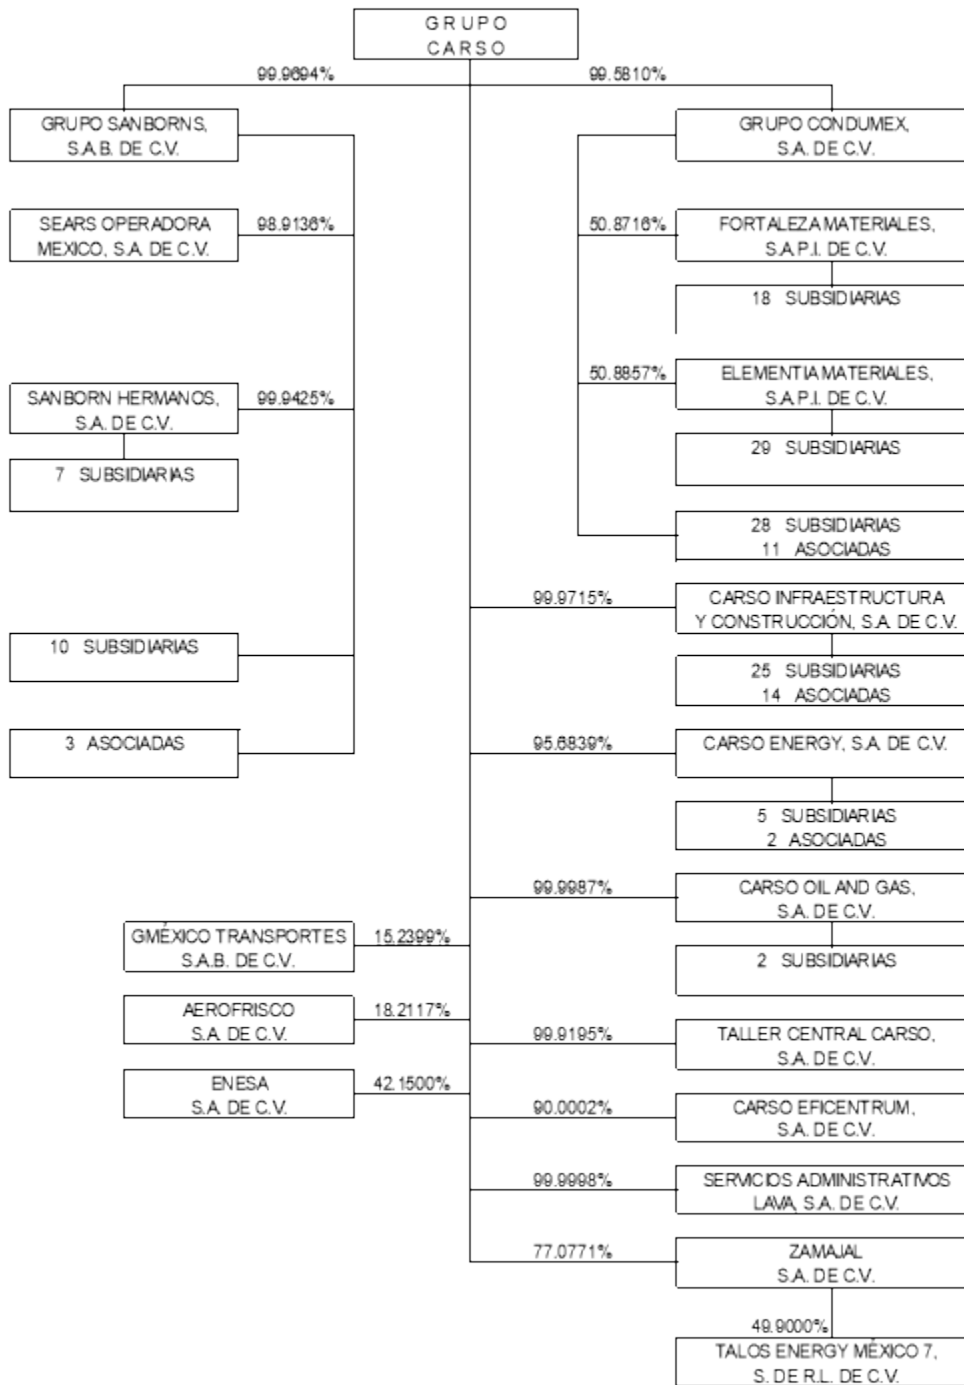 GRUPO
CARSO
99.9694%
99.5810%
GRUPO SANBORNS,
S.A.B. DE C.V.
GRUPO CONDUMEX,
S.A. DE C.V.
SEARS OPERADORA
MEXICO, S.A. DE C.V.
98.9136%
50.8716%
FORTALEZA MATERIALES,
S.A.P.I. DE C.V.
18 SUBSIDIARIAS
SANBORN HERMANOS,
S.A. DE C.V.
99.9425%
50.8857%
ELEMENTIA MATERIALES,
S.A.P.I. DE C.V.
7 SUBSIDIARIAS
29 SUBSIDIARIAS
28 SUBSIDIARIAS
11 ASOCIADAS
99.9715%
CARSO INFRAESTRUCTURA
Y CONSTRUCCIÓN, S.A. DE C.V.
10 SUBSIDIARIAS
25 SUBSIDIARIAS
14 ASOCIADAS
3 ASOCIADAS
95.6839%
CARSO ENERGY, S.A. DE C.V.
5 SUBSIDIARIAS
2 ASOCIADAS
99.9987%
CARSO OIL AND GAS,
S.A. DE C.V.
GMÉXICO TRANSPORTES
S.A.B. DE C.V.
15.2399%
2 SUBSIDIARIAS
AEROFRISCO
S.A. DE C.V.
18.2117%
99.9195%
TALLER CENTRAL CARSO,
S.A. DE C.V.
ENESA
S.A. DE C.V.
42.1500%
90.0002%
CARSO EFICENTRUM,
S.A. DE C.V.
99.9998%
SERVICIOS ADMINISTRATIVOS
LAVA, S.A. DE C.V.
77.0771%
ZAMAJAL
S.A. DE C.V.
49.9000%
TALOS ENERGY MÉXICO 7,
S. DE R.L. DE C.V.